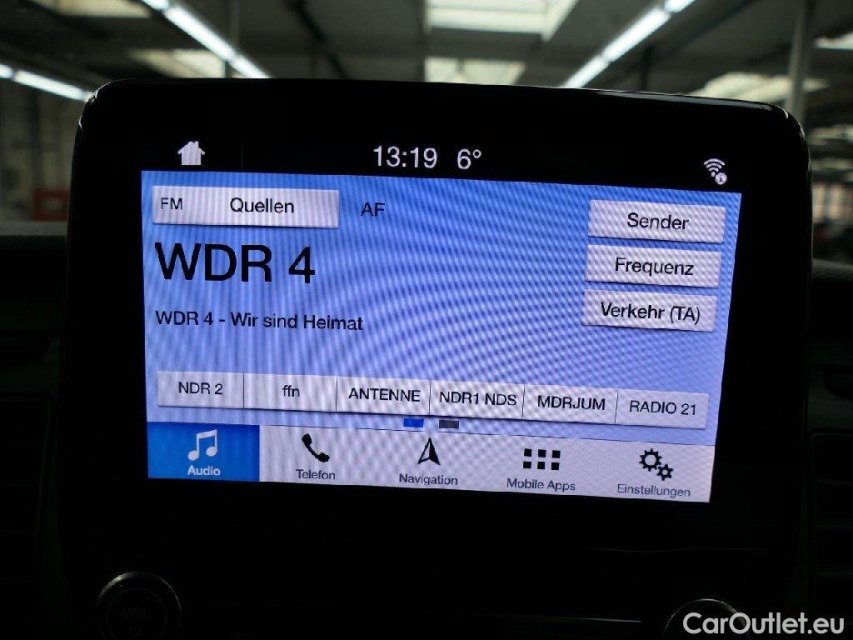 13:19 6°
FM Quellen AF
Sender
WDR 4
Frequenz
Verkehr (TA)
WDR 4 - Wir sind Heimat
NDR 2 ffn ANTENNE NDR1 NDS MDRJUM RADIO 21
Audio Telefon Navigation Mobile Apps Einstellungen
CarOutlet.eu